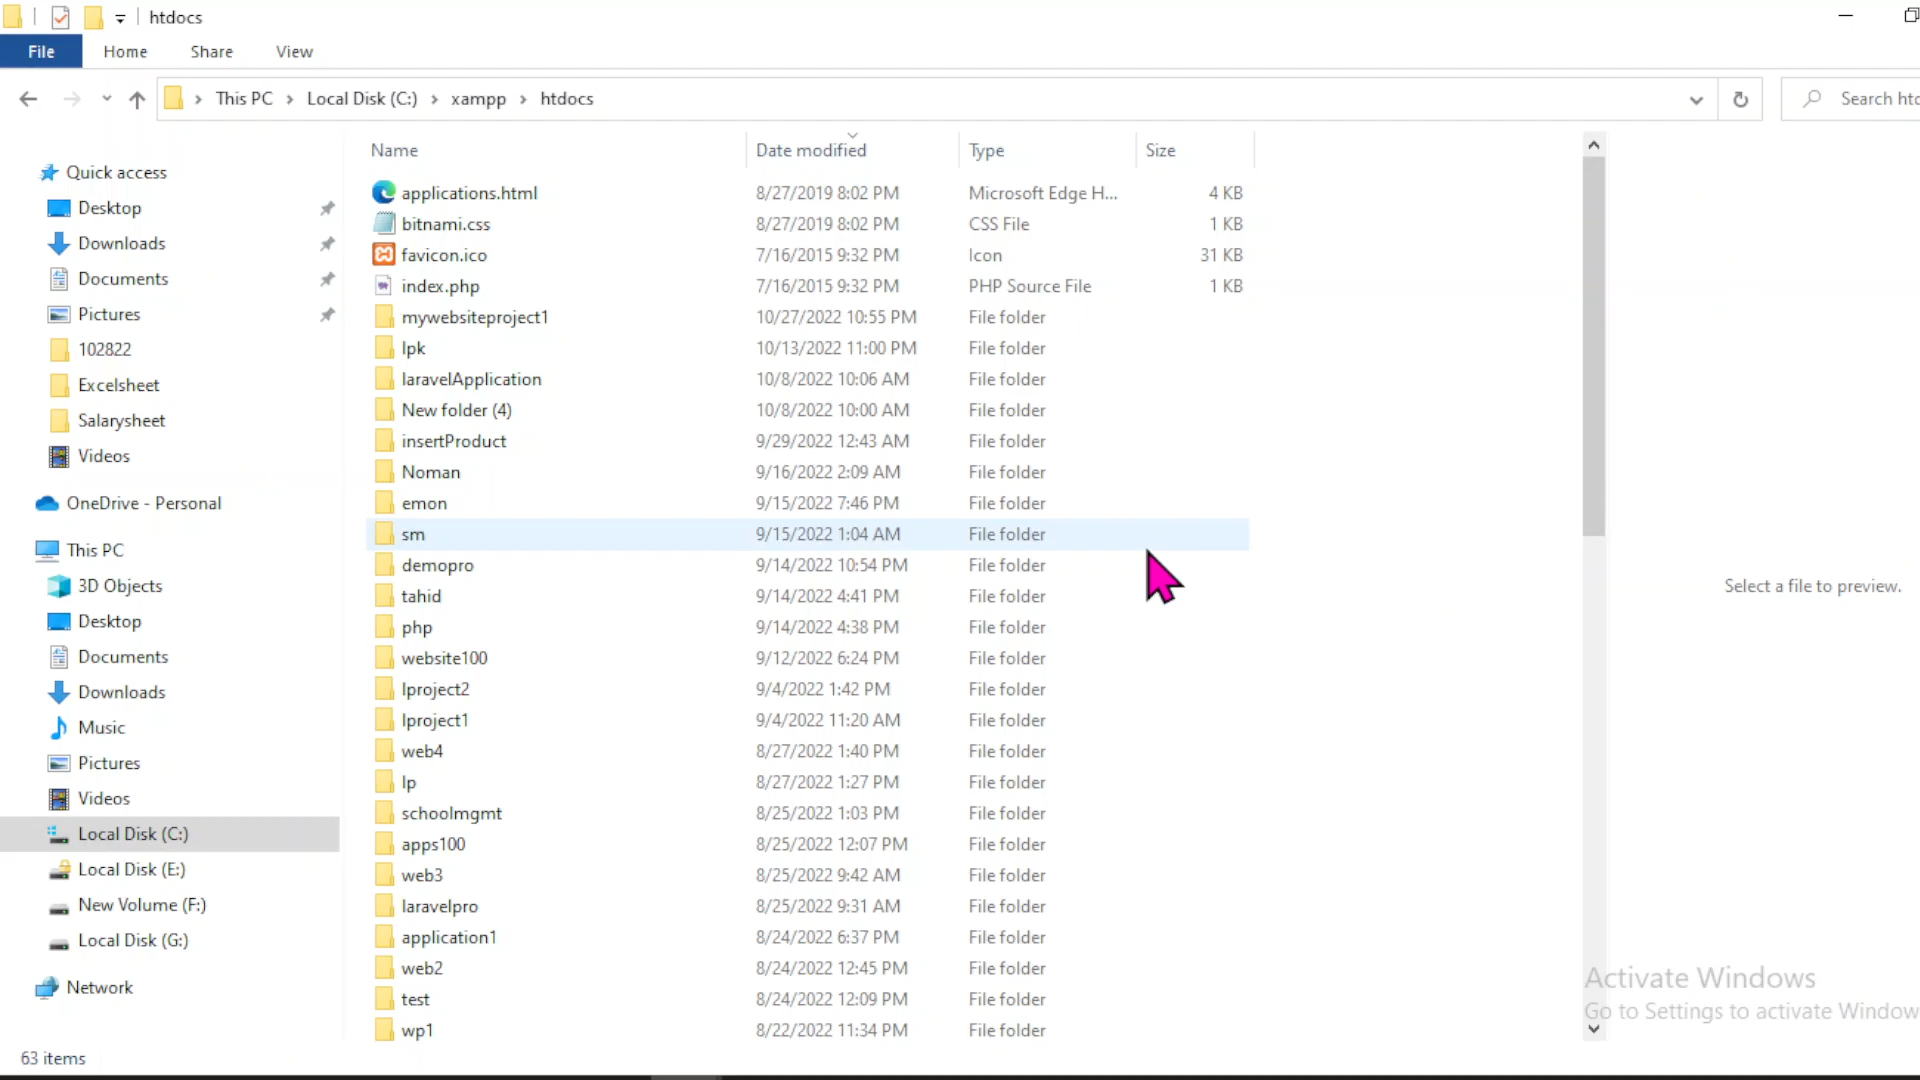 htdocs
File Home Share View
This PC Local Disk (C:) xampp htdocs
Search htd
Name Date modified Type Size
Quick access
Desktop
Downloads
Documents
Pictures
102822
Excelsheet
Salarysheet
Videos
OneDrive - Personal
This PC
3D Objects
Desktop
Documents
Downloads
Music
Pictures
Videos
Local Disk (C:)
Local Disk (E:)
New Volume (F:)
Local Disk (G:)
Network
applications.html 8/27/2019 8:02 PM Microsoft Edge H... 4 KB
bitnami.css 8/27/2019 8:02 PM CSS File 1 KB
favicon.ico 7/16/2015 9:32 PM Icon 31 KB
index.php 7/16/2015 9:32 PM PHP Source File 1 KB
mywebsiteproject1 10/27/2022 10:55 PM File folder
lpk 10/13/2022 11:00 PM File folder
laravelApplication 10/8/2022 10:06 AM File folder
New folder (4) 10/8/2022 10:00 AM File folder
insertProduct 9/29/2022 12:43 AM File folder
Noman 9/16/2022 2:09 AM File folder
emon 9/15/2022 7:46 PM File folder
sm 9/15/2022 1:04 AM File folder
demopro 9/14/2022 10:54 PM File folder
tahid 9/14/2022 4:41 PM File folder
php 9/14/2022 4:38 PM File folder
website100 9/12/2022 6:24 PM File folder
lproject2 9/4/2022 1:42 PM File folder
lproject1 9/4/2022 11:20 AM File folder
web4 8/27/2022 1:40 PM File folder
lp 8/27/2022 1:27 PM File folder
schoolmgmt 8/25/2022 1:03 PM File folder
apps100 8/25/2022 12:07 PM File folder
web3 8/25/2022 9:42 AM File folder
laravelpro 8/25/2022 9:31 AM File folder
application1 8/24/2022 6:37 PM File folder
web2 8/24/2022 12:45 PM File folder
test 8/24/2022 12:09 PM File folder
wp1 8/22/2022 11:34 PM File folder
Select a file to preview.
Activate Windows
Go to Settings to activate Window
63 items